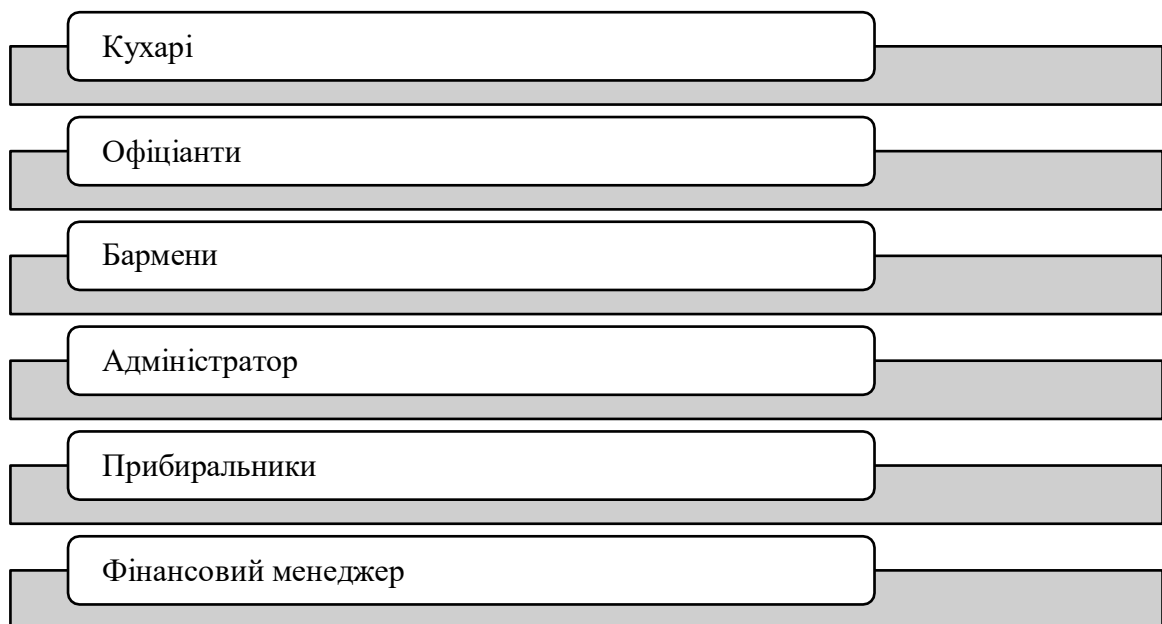 Кухарі
Офіціанти
Бармени
Адміністратор
Прибиральники
Фінансовий менеджер